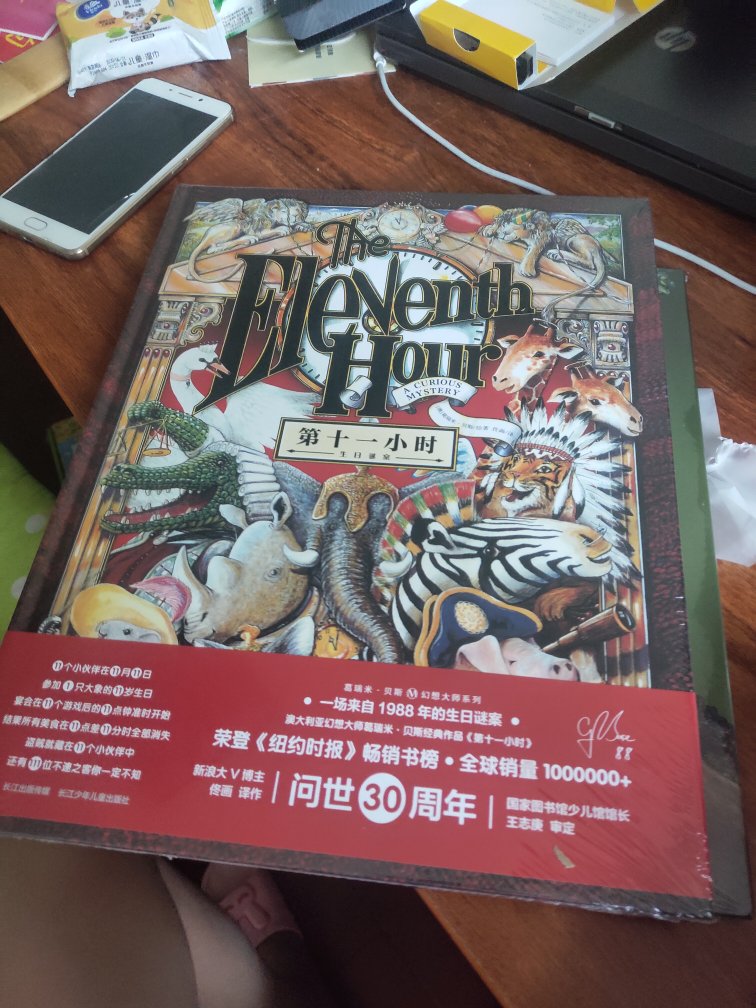 儿童湿巾
hp
The
Eleventh
Hour
A CURIOUS
MYSTERY
第十一小时
生日谜案
11个小伙伴在11月11日
参加1只大象的11岁生日
宴会在11个游戏后的11点钟准时开始
结果所有美食在11点差11分时全部消失
盗贼就藏在11个小伙伴中
还有111位不速之客你一定不知
长江出版传媒 长江少年儿童出版社
葛瑞米·贝斯 幻想大师系列
• 一场来自1988年的生日谜案 •
澳大利亚幻想大师葛瑞米·贝斯经典作品《第十一小时》
荣登《纽约时报》畅销书榜 • 全球销量1000000+
新浪大V博主
佟画 译作
问世30周年
国家图书馆少儿馆馆长
王志庚 审定
88